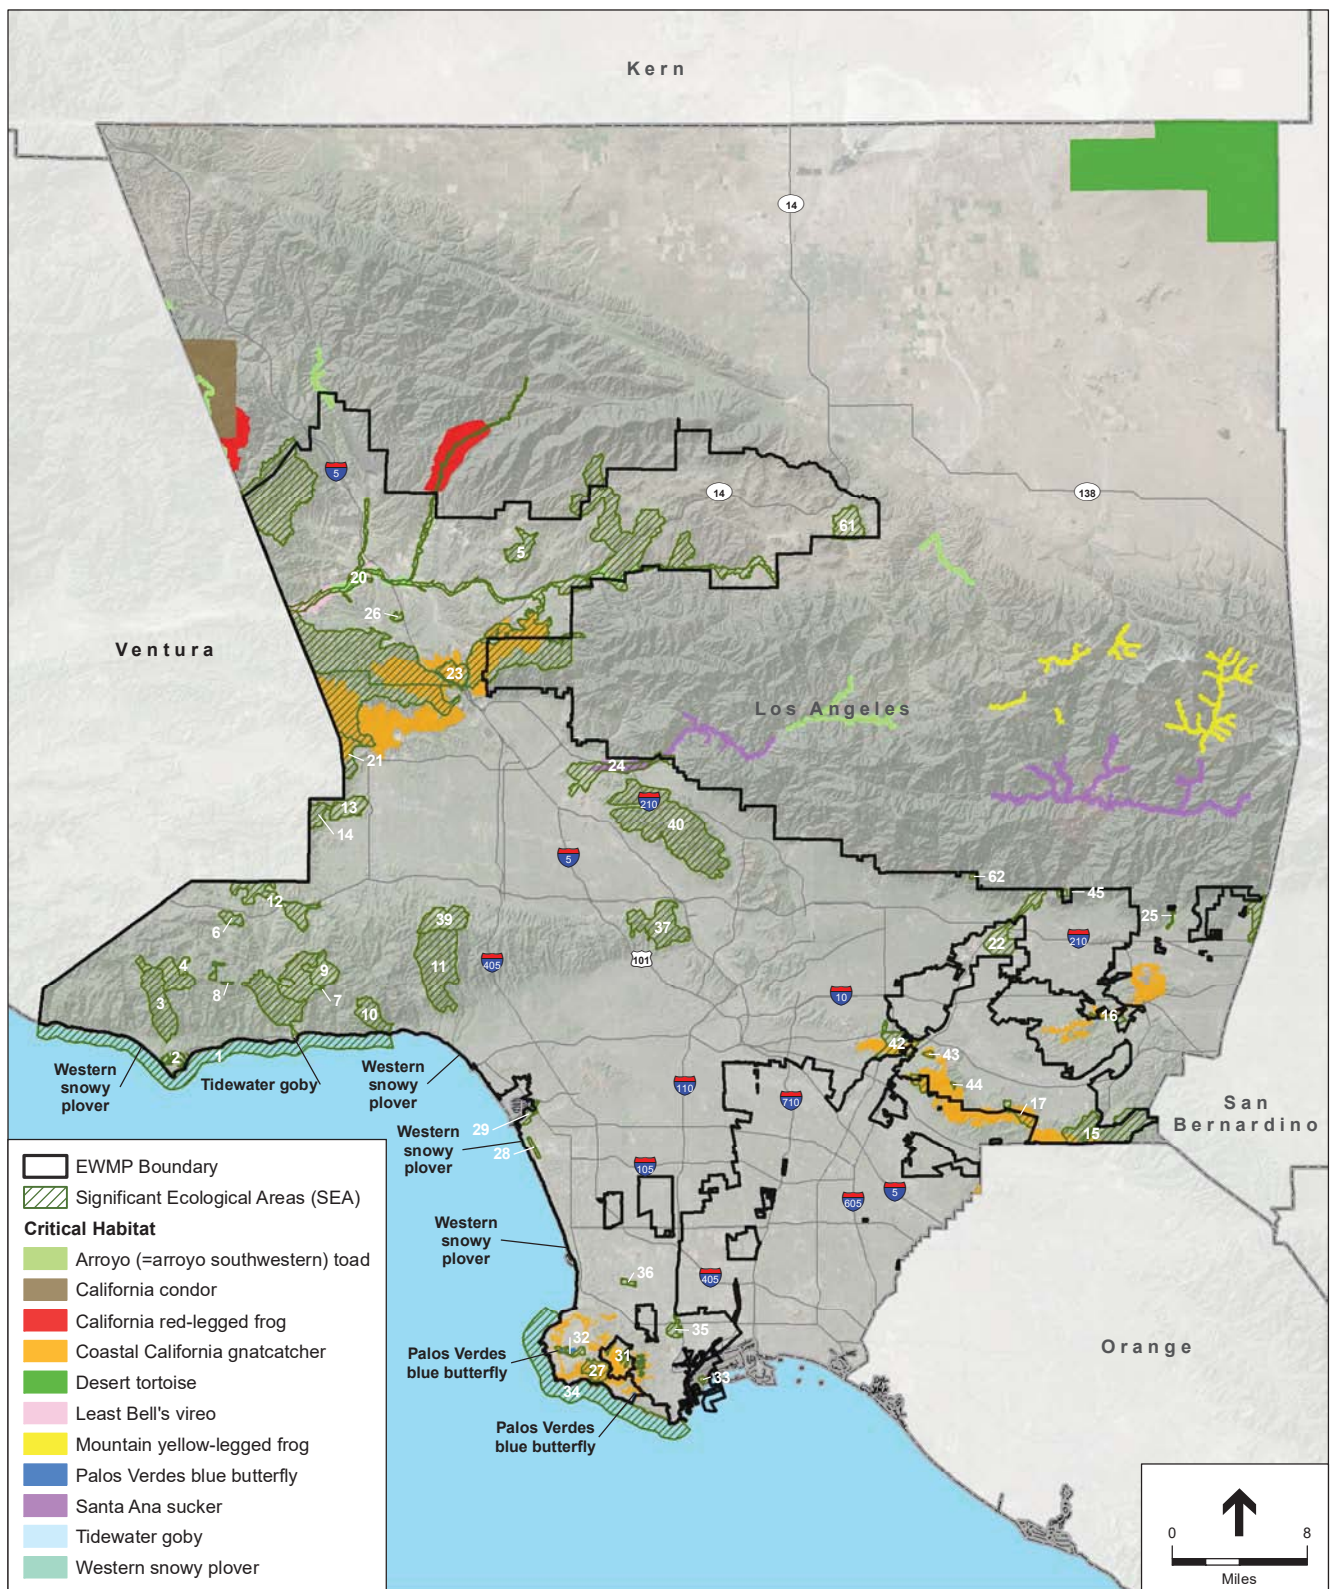 Kern
14
5
14
138
61
5
20
26
Ventura
23
Los Angeles
21
24
13
210
14
40
5
62
45
12
25
39
6
37
22
210
101
11
405
4
9
10
3
8
7
10
16
42
2
1
43
Western
snowy
plover
Tidewater goby
Western
snowy
plover
110
44
710
17
San
Bernardino
29
Western
snowy
plover
28
15
105
5
605
Western
snowy
plover
36
405
35
32
31
Palos Verdes
blue butterfly
27
33
34
Orange
Palos Verdes
blue butterfly
EWMP Boundary
Significant Ecological Areas (SEA)
Critical Habitat
Arroyo (=arroyo southwestern) toad
California condor
California red-legged frog
Coastal California gnatcatcher
Desert tortoise
Least Bell's vireo
Mountain yellow-legged frog
Palos Verdes blue butterfly
Santa Ana sucker
Tidewater goby
Western snowy plover
0 8
Miles